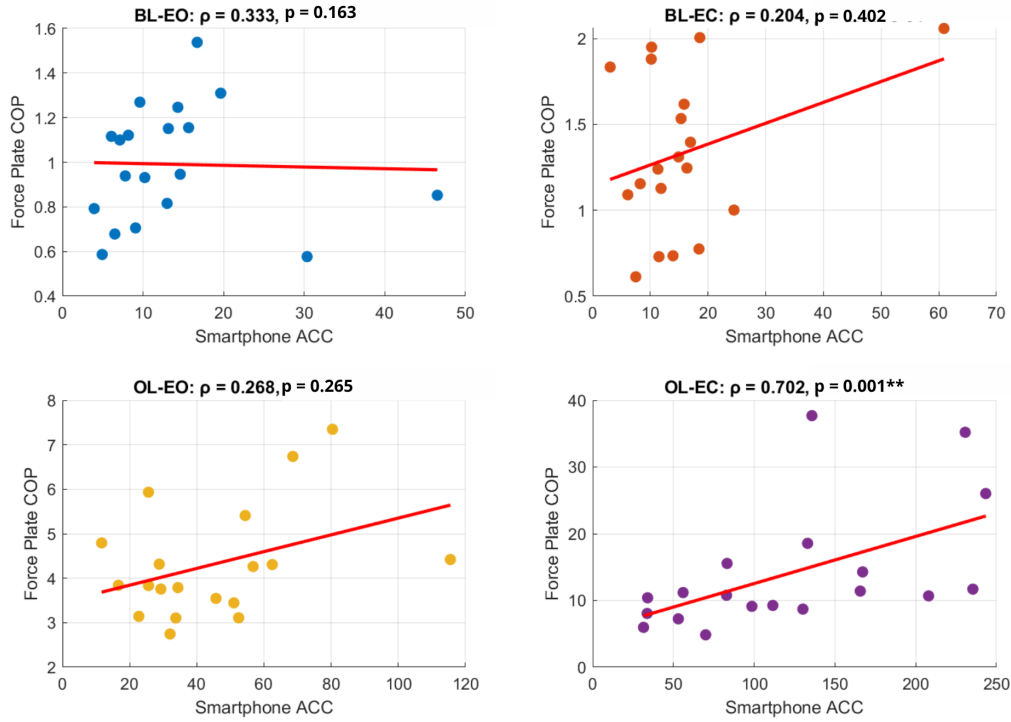 BL-EO: ρ = 0.333, p = 0.163
1.6
1.4
1.2
1
0.8
0.6
0.4
Force Plate COP
0 10 20 30 40 50
Smartphone ACC
BL-EC: ρ = 0.204, p = 0.402
2
1.5
1
0.5
Force Plate COP
0 10 20 30 40 50 60 70
Smartphone ACC
OL-EO: ρ = 0.268, p = 0.265
8
7
6
5
4
3
2
Force Plate COP
0 20 40 60 80 100 120
Smartphone ACC
OL-EC: ρ = 0.702, p = 0.001**
40
30
20
10
0
Force Plate COP
0 50 100 150 200 250
Smartphone ACC